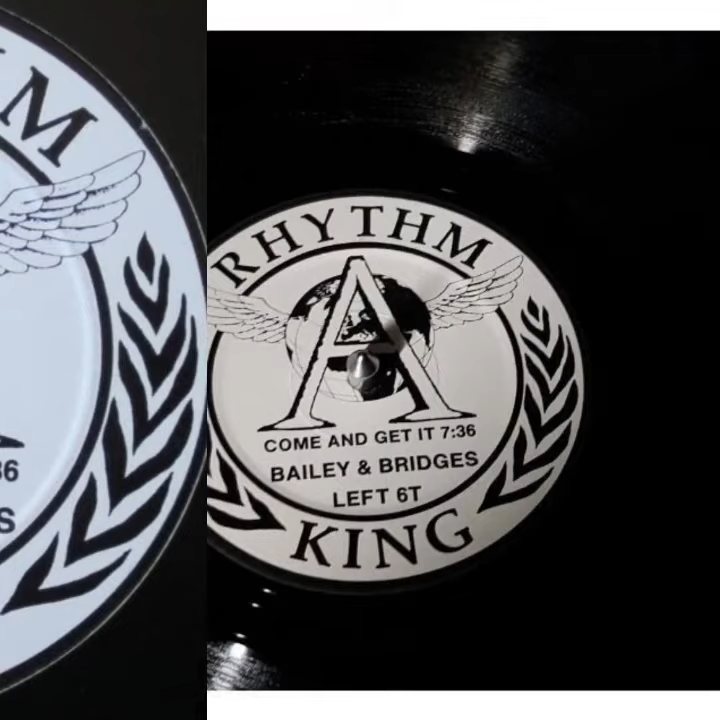 RHYTHM
A
COME AND GET IT 7:36
BAILEY & BRIDGES
LEFT 6T
KING